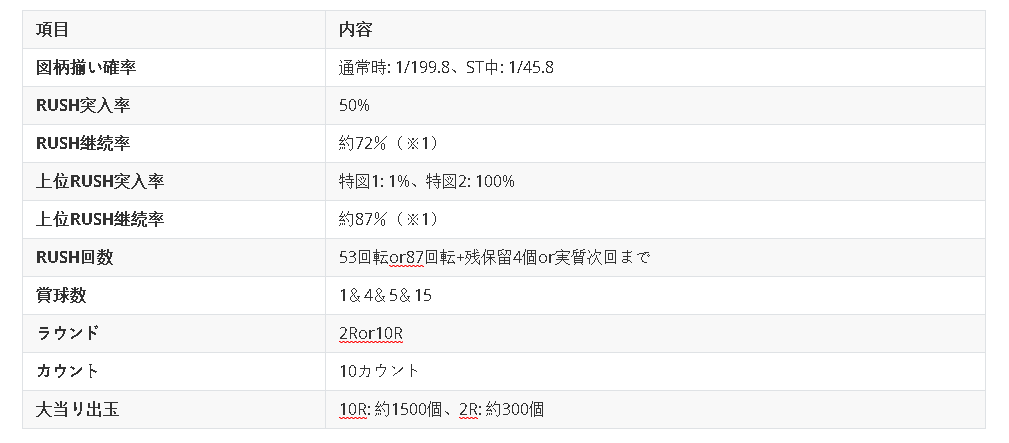 項目 内容
図柄揃い確率 通常時: 1/199.8、ST中: 1/45.8
RUSH突入率 50%
RUSH継続率 約72％（※1）
上位RUSH突入率 特図1: 1%、特図2: 100%
上位RUSH継続率 約87％（※1）
RUSH回数 53回転or87回転+残保留4個or実質次回まで
賞球数 1＆4＆5＆15
ラウンド 2Ror10R
カウント 10カウント
大当り出玉 10R: 約1500個、2R: 約300個